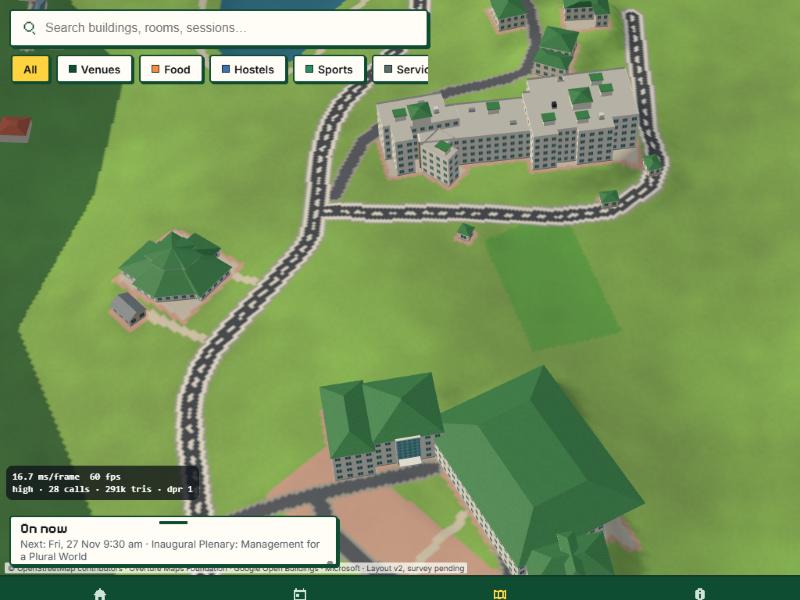 Search buildings, rooms, sessions...
All
Venues
Food
Hostels
Sports
Servic
16.7 ms/frame 60 fps
high · 28 calls · 291k tris · dpr 1
On now
Next: Fri, 27 Nov 9:30 am · Inaugural Plenary: Management for
a Plural World
© OpenStreetMap contributors · Overture Maps Foundation · Google Open Buildings · Microsoft · Layout v2, survey pending